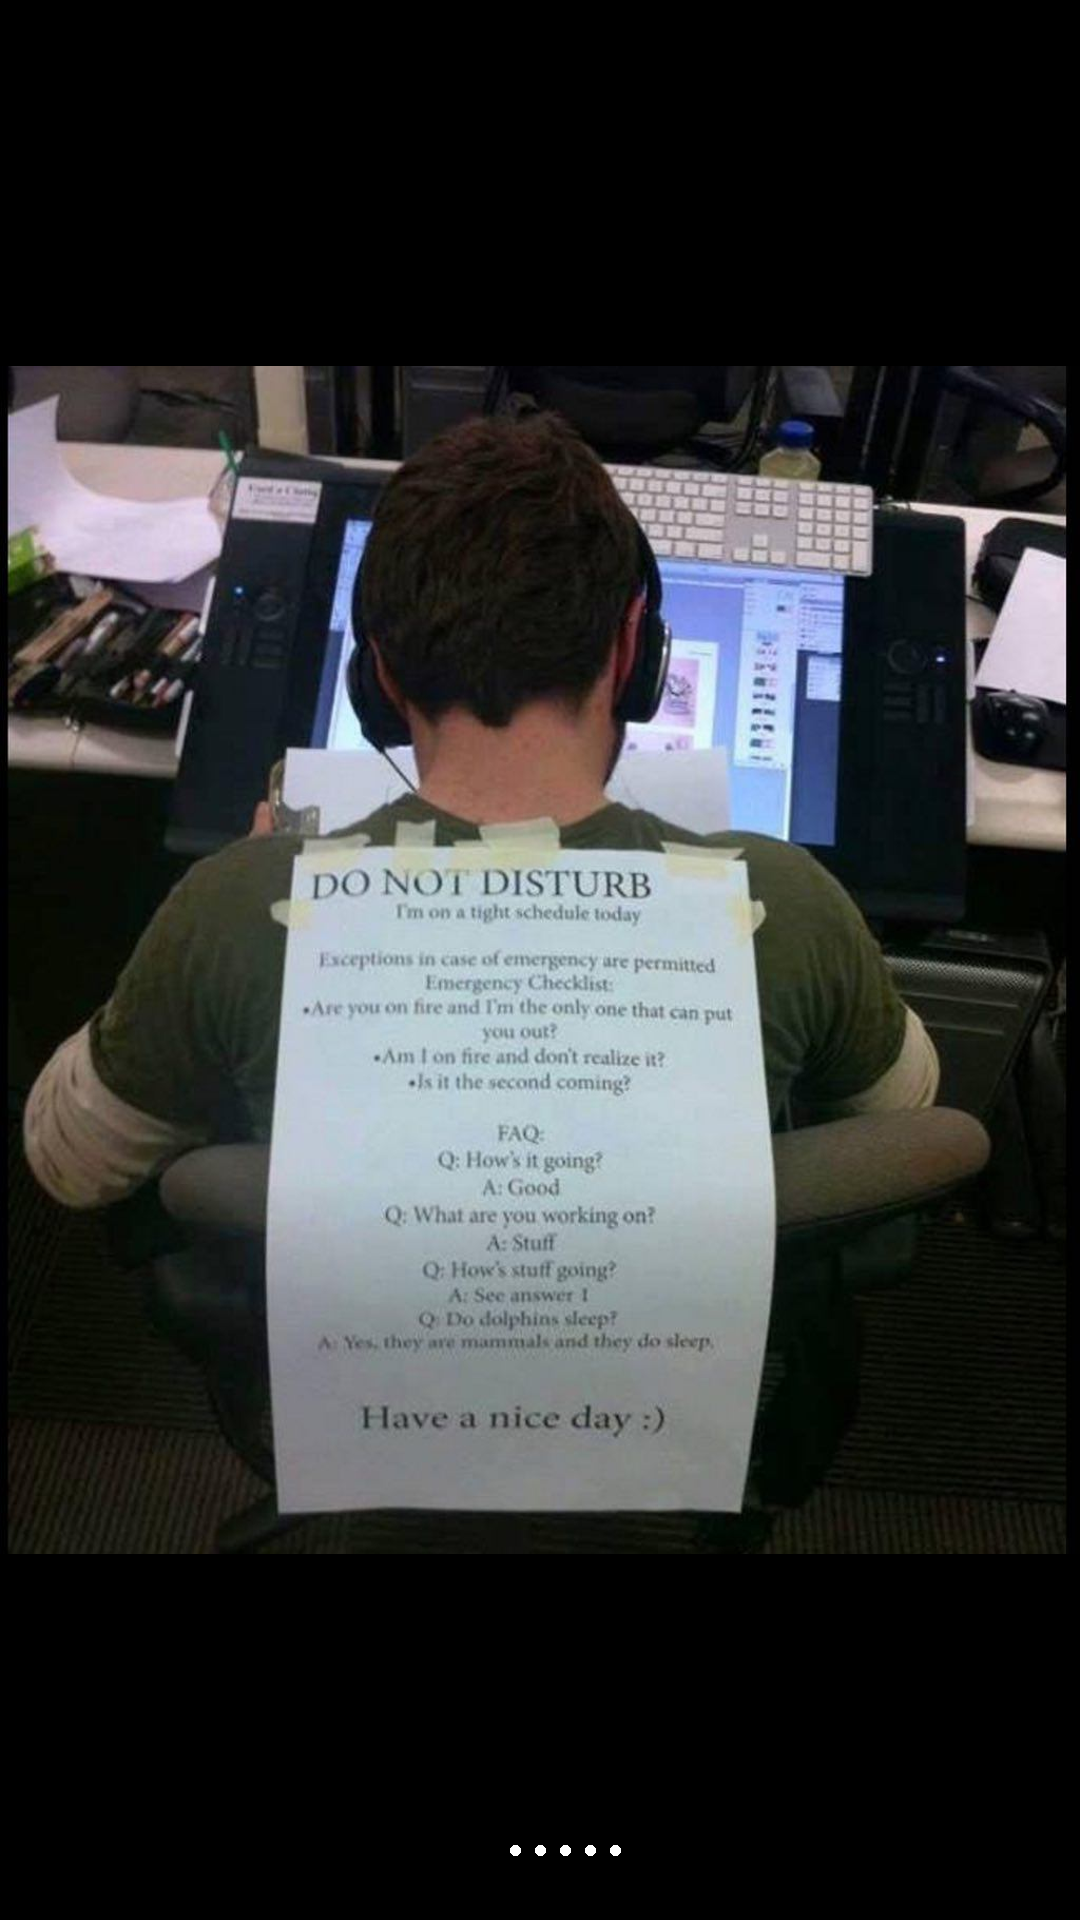 DO NOT DISTURB
I'm on a tight schedule today
Exceptions in case of emergency are permitted
Emergency Checklist:
•Are you on fire and I'm the only one that can put
you out?
•Am I on fire and don't realize it?
•Is it the second coming?
FAQ:
Q: How's it going?
A: Good
Q: What are you working on?
A: Stuff
Q: How's stuff going?
A: See answer 1
Q: Do dolphins sleep?
A: Yes, they are mammals and they do sleep.
Have a nice day :)